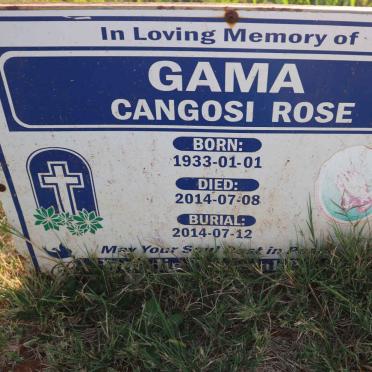 In Loving Memory of
GAMA
CANGOSI ROSE
BORN:
1933-01-01
DIED:
2014-07-08
BURIAL:
2014-07-12
May Your Soul Rest in